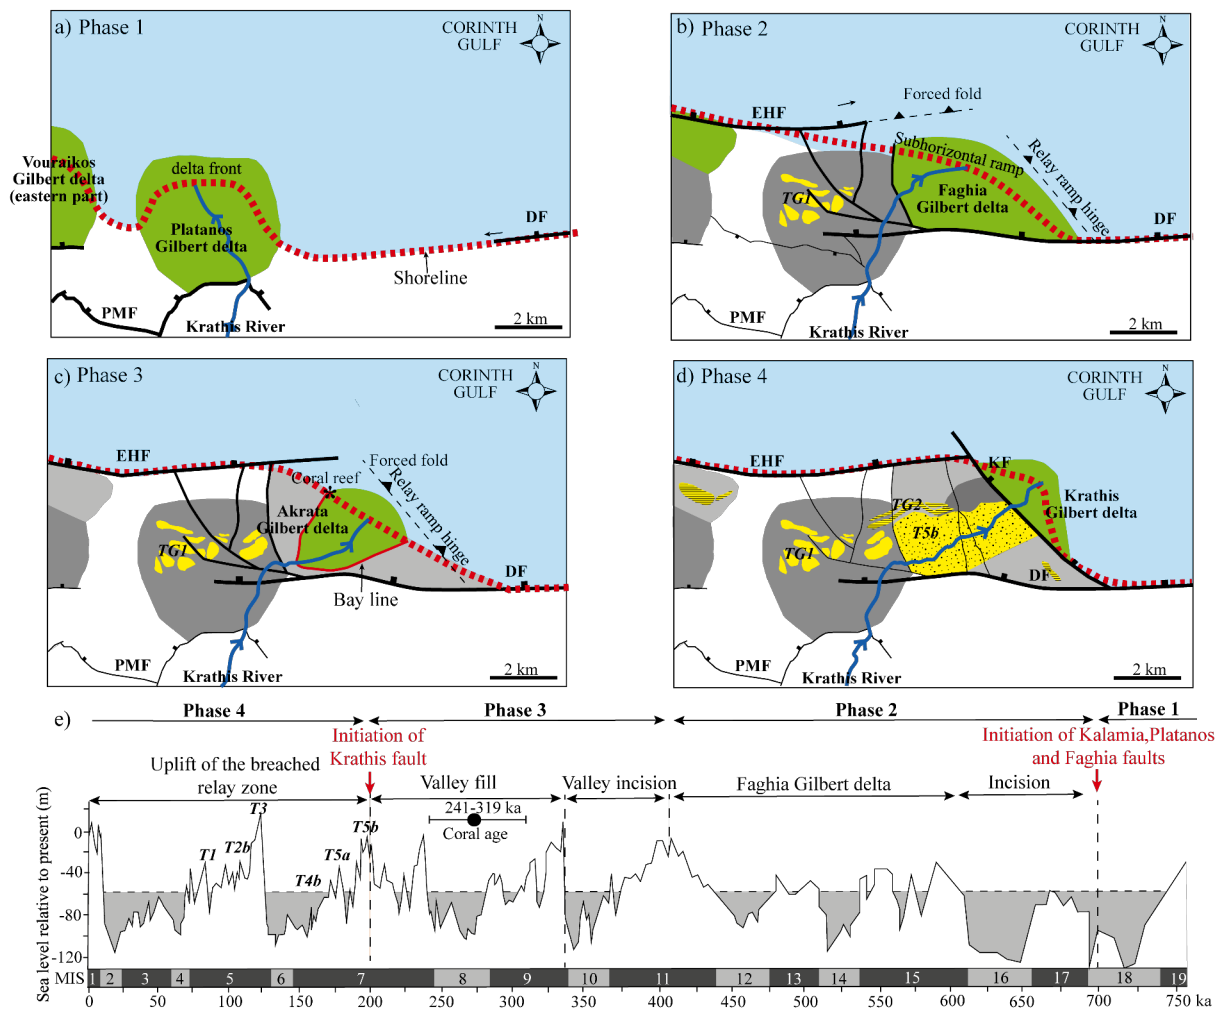 a) Phase 1
CORINTH
GULF
N
Vouraikos
Gilbert delta
(eastern part)
delta front
Platanos
Gilbert delta
DF
Shoreline
PMF
Krathis River
2 km
b) Phase 2
CORINTH
GULF
N
Forced fold
EHF
Subhorizontal ramp
Relay ramp hinge
TG1
Faghia
Gilbert delta
DF
Krathis River
2 km
c) Phase 3
CORINTH
GULF
N
EHF
Forced fold
Coral reef
*
Relay ramp hinge
Akrata
Gilbert delta
TG1
DF
Bay line
PMF
Krathis River
2 km
d) Phase 4
CORINTH
GULF
N
EHF
KF
Krathis
Gilbert delta
TG2
T5b
TG1
DF
PMF
Krathis River
2 km
e)
Phase 4
Phase 3
Phase 2
Phase 1
Initiation of
Krathis fault
Initiation of Kalamia,Platanos
and Faghia faults
Uplift of the breached
relay zone
Valley fill
Valley incision
Faghia Gilbert delta
Incision
241-319 ka
Coral age
T3
T5b
T1
T2b
T5a
T4b
Sea level relative to present (m)
0
-40
-80
-120
MIS
1
2
3
4
5
6
7
8
9
10
11
12
13
14
15
16
17
18
19
0
50
100
150
200
250
300
350
400
450
500
550
600
650
700
750
ka